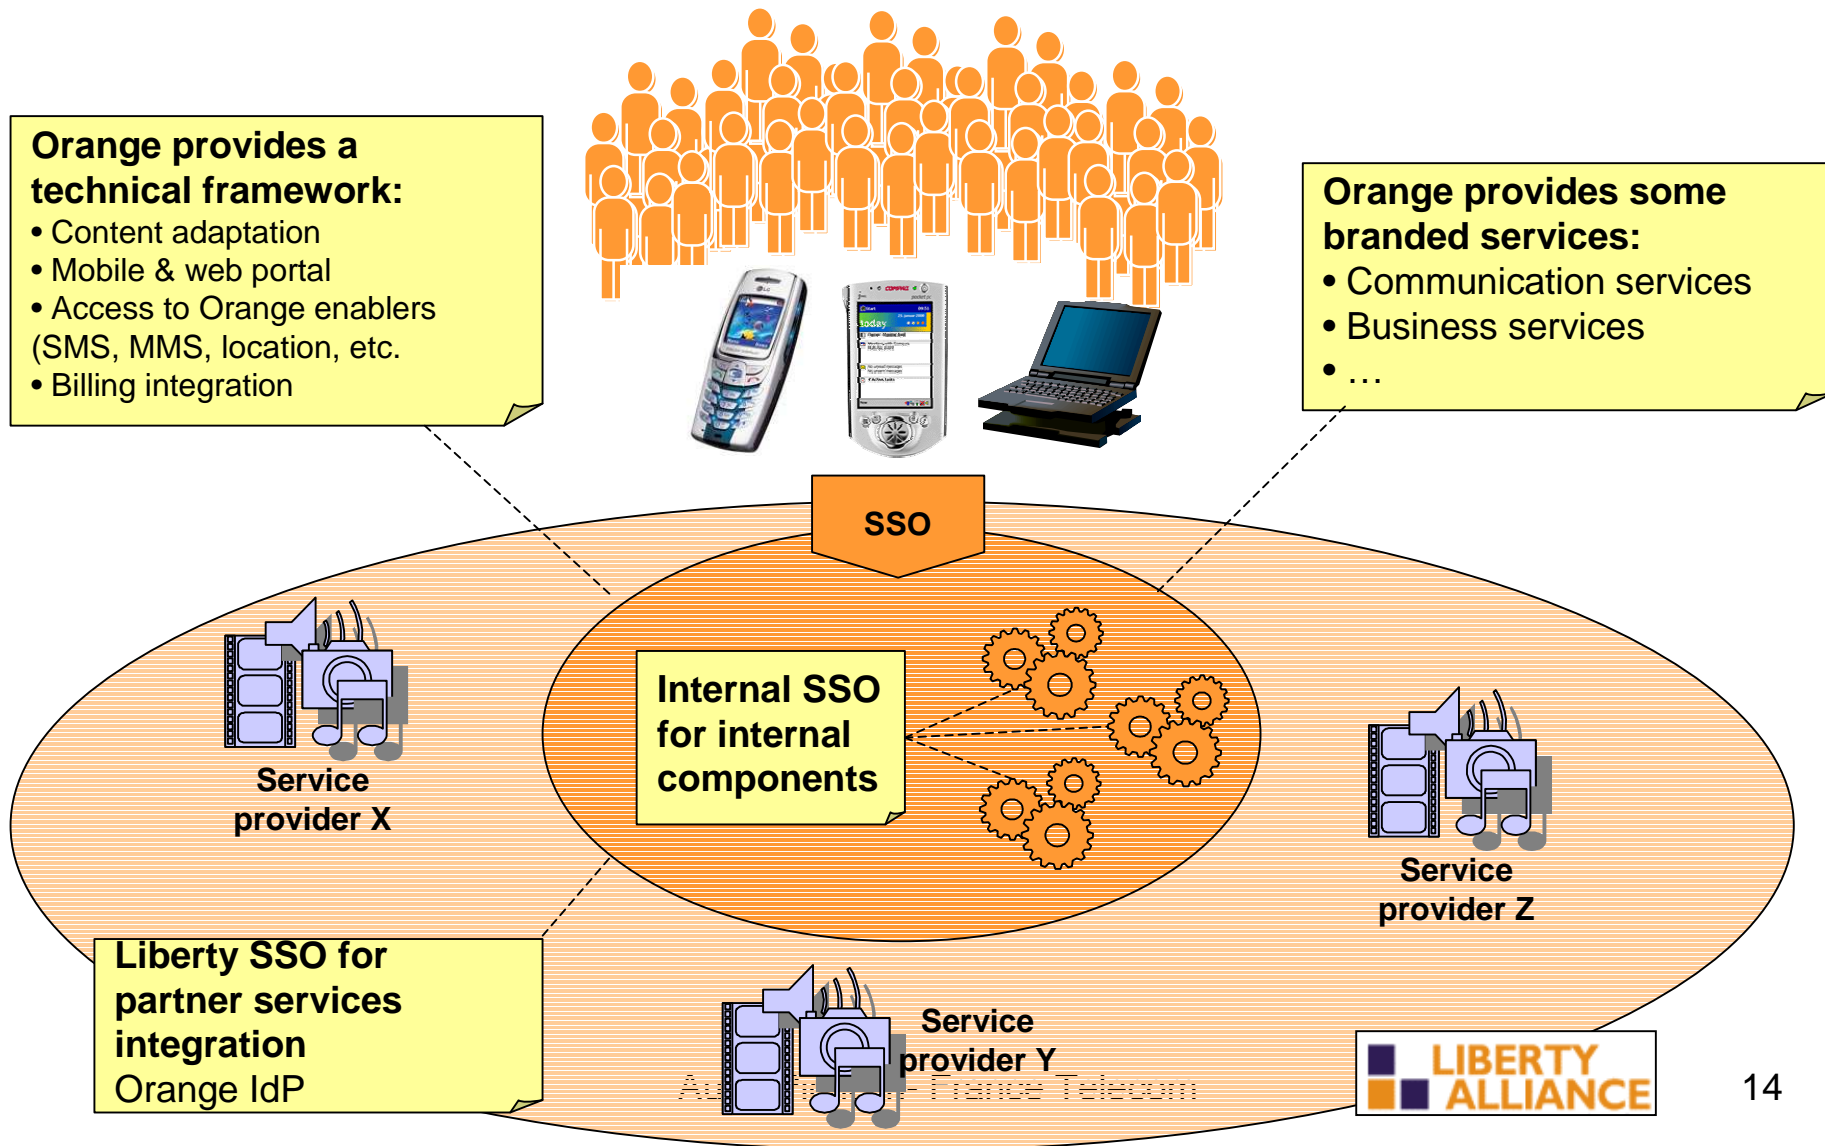 Orange provides a
technical framework:
• Content adaptation
• Mobile & web portal
• Access to Orange enablers
(SMS, MMS, location, etc.
• Billing integration
Orange provides some
branded services:
• Communication services
• Business services
• …
SSO
Internal SSO
for internal
components
Service
provider X
Service
provider Z
Liberty SSO for
partner services
integration
Orange IdP
Service
provider Y
France Telecom
LIBERTY
ALLIANCE
14